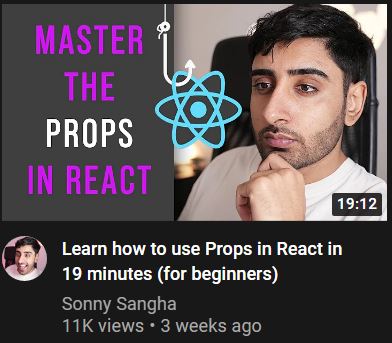 MASTER
THE
PROPS
IN REACT
19:12
Learn how to use Props in React in
19 minutes (for beginners)
Sonny Sangha
11K views • 3 weeks ago